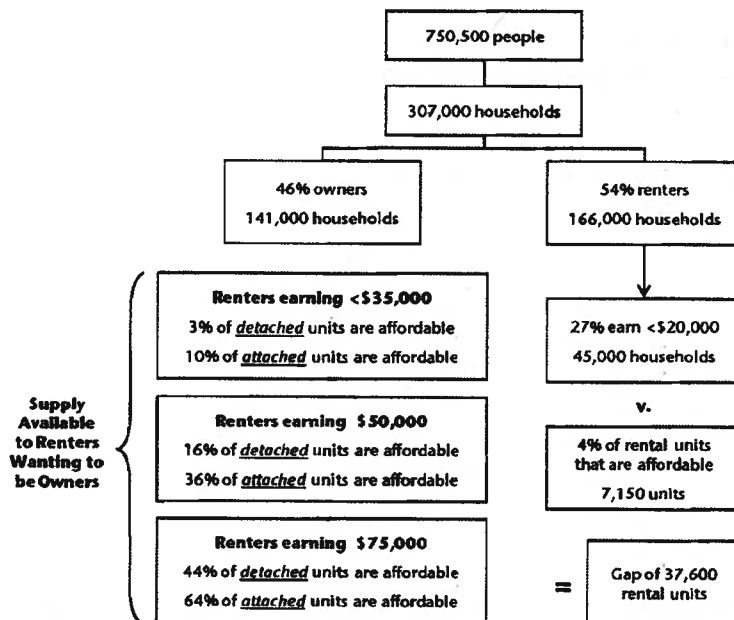 750,500 people
307,000 households
46% owners
141,000 households
54% renters
166,000 households
Supply
Available
to Renters
Wanting to
be Owners
Renters earning <$35,000
3% of detached units are affordable
10% of attached units are affordable
Renters earning $50,000
16% of detached units are affordable
36% of attached units are affordable
Renters earning $75,000
44% of detached units are affordable
64% of attached units are affordable
27% earn <$20,000
45,000 households
v.
4% of rental units
that are affordable
7,150 units
=
Gap of 37,600
rental units